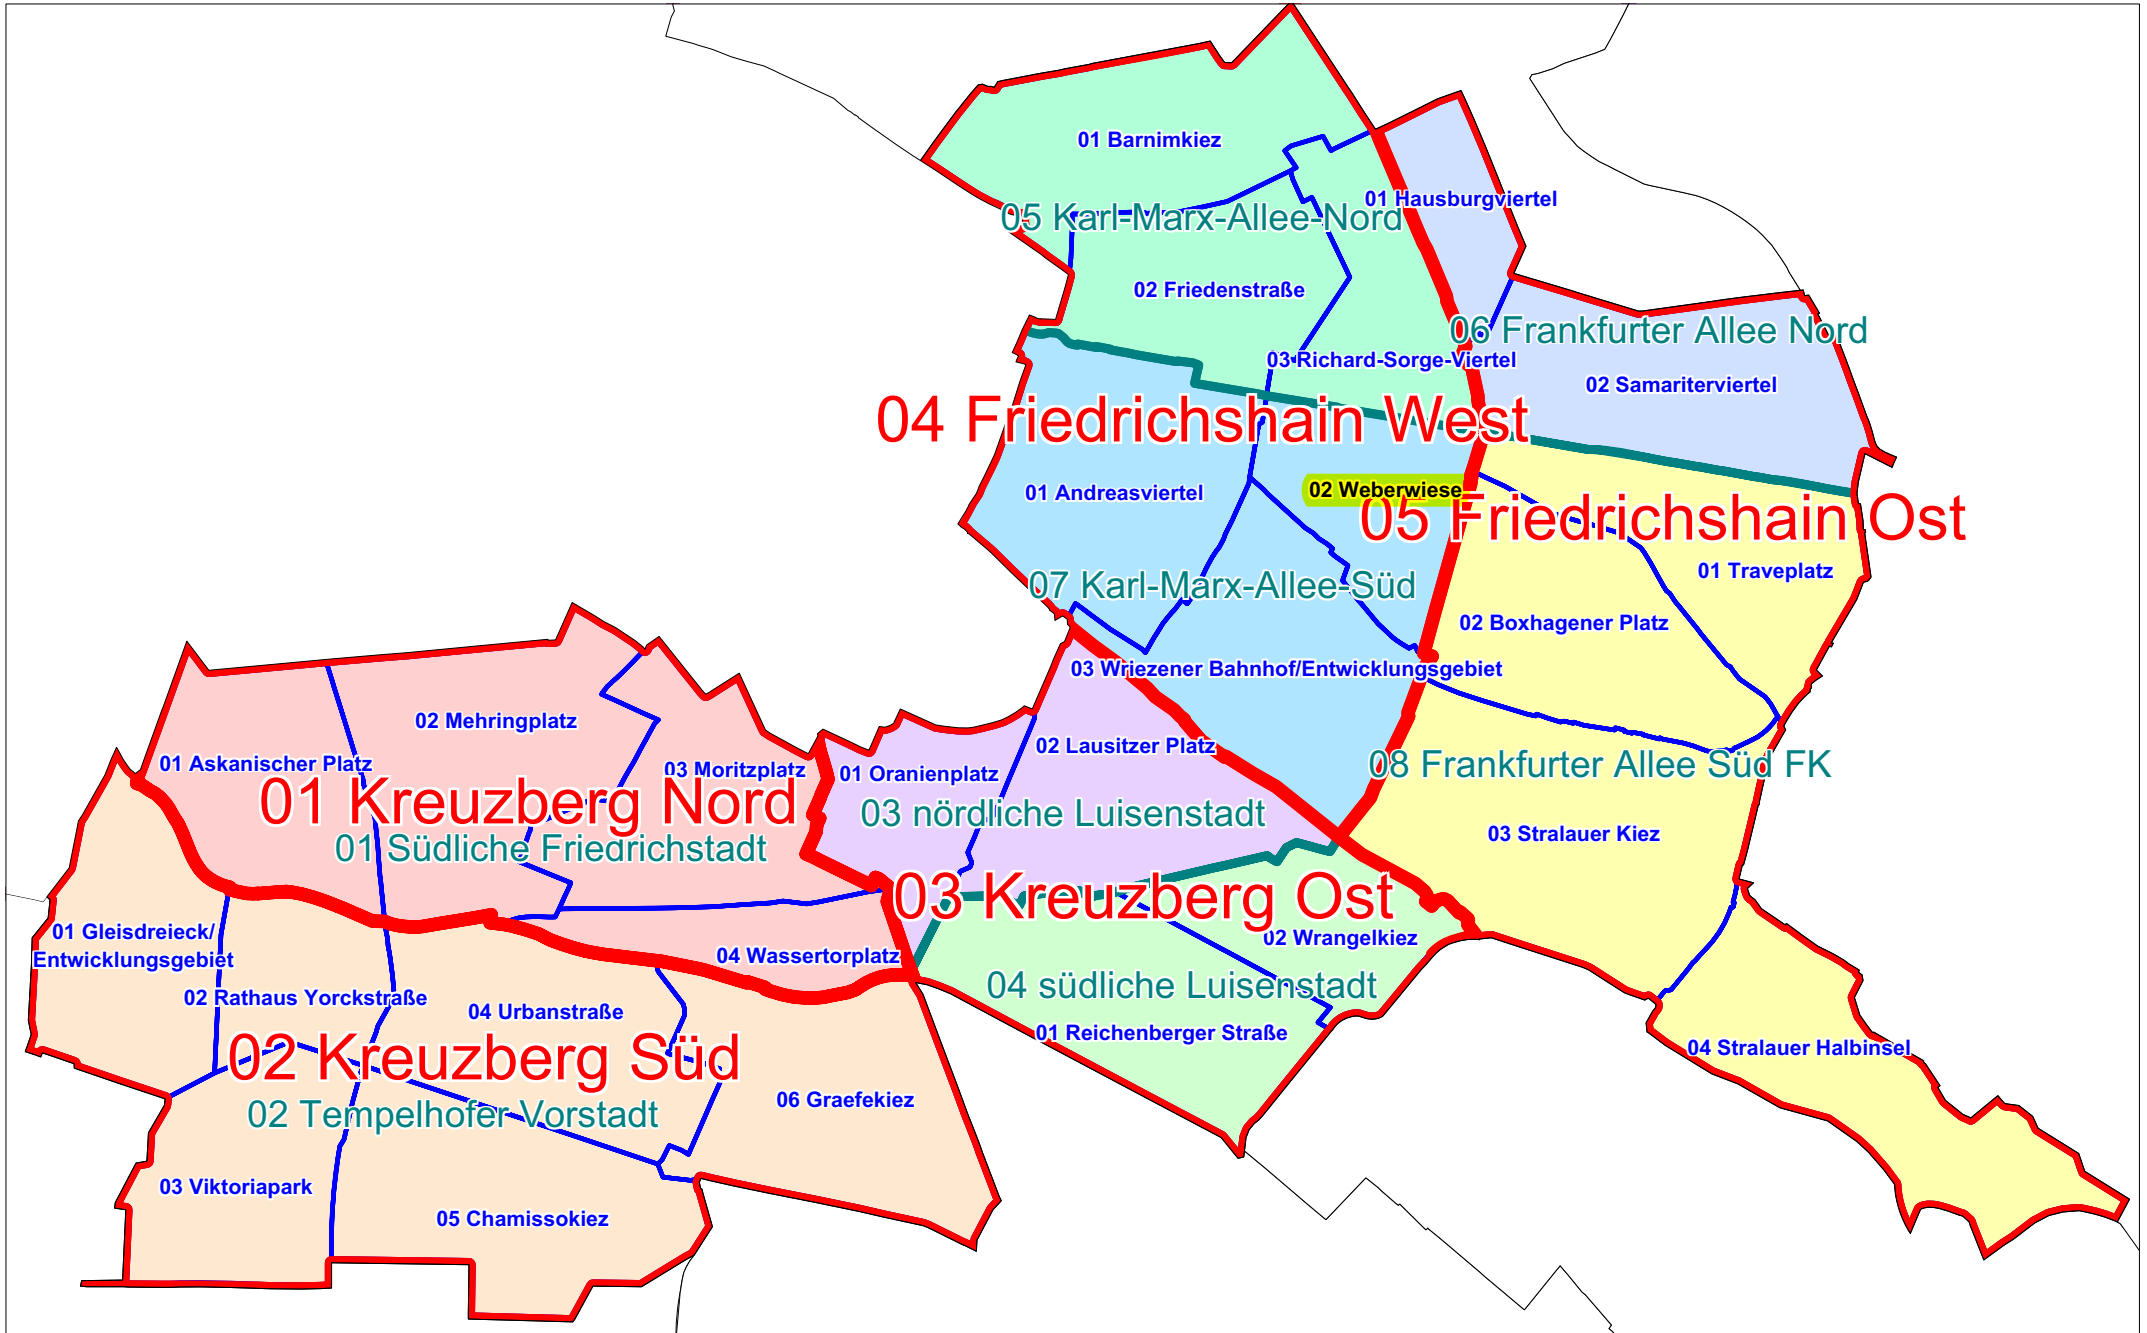 01 Barnimkiez
01 Hausburgviertel
05 Karl-Marx-Allee-Nord
02 Friedenstraße
06 Frankfurter Allee Nord
03 Richard-Sorge-Viertel
02 Samariterviertel
04 Friedrichshain West
02 Weberwiese
01 Andreasviertel
05 Friedrichshain Ost
01 Traveplatz
07 Karl-Marx-Allee-Süd
02 Boxhagener Platz
03 Wriezener Bahnhof/Entwicklungsgebiet
02 Mehringplatz
02 Lausitzer Platz
01 Askanischer Platz
03 Moritzplatz
01 Oranienplatz
08 Frankfurter Allee Süd FK
01 Kreuzberg Nord
03 nördliche Luisenstadt
03 Stralauer Kiez
01 Südliche Friedrichstadt
03 Kreuzberg Ost
01 Gleisdreieck/
Entwicklungsgebiet
02 Wrangelkiez
04 Wassertorplatz
04 südliche Luisenstadt
02 Rathaus Yorckstraße
04 Urbanstraße
01 Reichenberger Straße
04 Stralauer Halbinsel
02 Kreuzberg Süd
06 Graefekiez
02 Tempelhofer Vorstadt
03 Viktoriapark
05 Chamissokiez